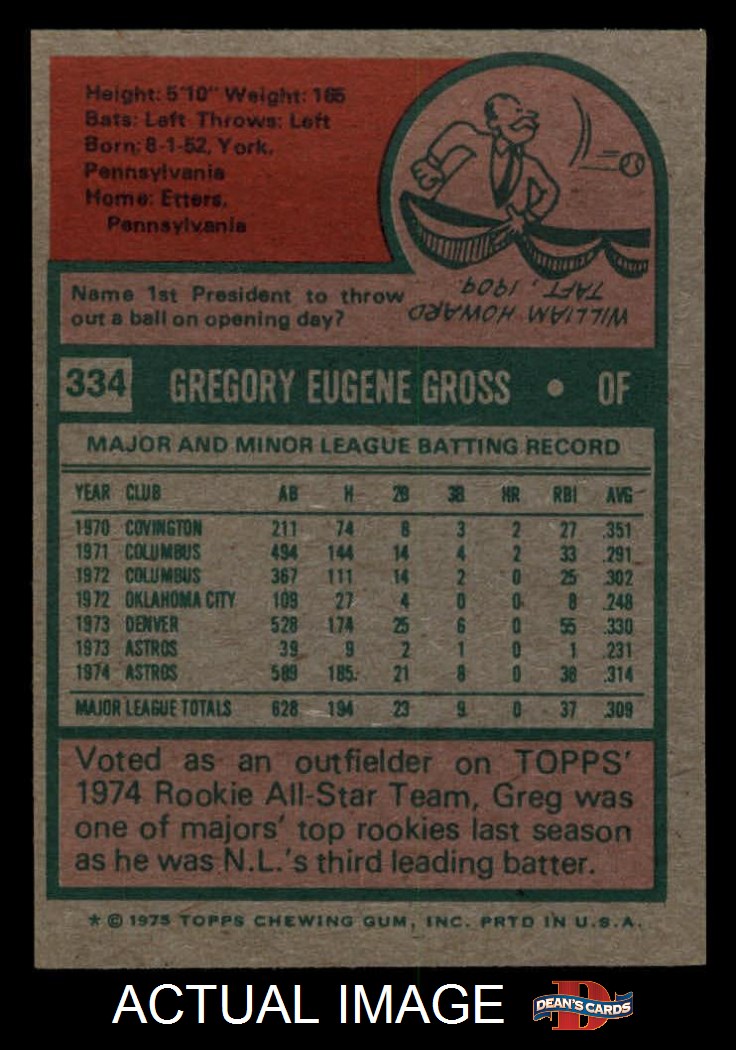 Height: 5'10" Weight: 165
Bats: Left Throws: Left
Born: 8-1-52, York,
Pennsylvania
Home: Etters,
Pennsylvania
Name 1st President to throw
out a ball on opening day?
WILLIAM HOWARD
TAFT, 1909.
334 GREGORY EUGENE GROSS • OF
MAJOR AND MINOR LEAGUE BATTING RECORD
YEAR CLUB AB H 2B 3B HR RBI AVG
1970 COVINGTON 211 74 8 3 2 27 .351
1971 COLUMBUS 494 144 14 4 2 33 .291
1972 COLUMBUS 367 111 14 2 0 25 .302
1972 OKLAHOMA CITY 109 27 4 0 0 8 .248
1973 DENVER 528 174 25 6 0 55 .330
1973 ASTROS 39 9 2 1 0 1 .231
1974 ASTROS 589 185 21 8 0 36 .314
MAJOR LEAGUE TOTALS 628 194 23 9 0 37 .309
Voted as an outfielder on TOPPS'
1974 Rookie All-Star Team, Greg was
one of majors' top rookies last season
as he was N.L.'s third leading batter.
* © 1975 TOPPS CHEWING GUM, INC. PRTD IN U.S.A.
ACTUAL IMAGE
D
DEAN'S CARDS